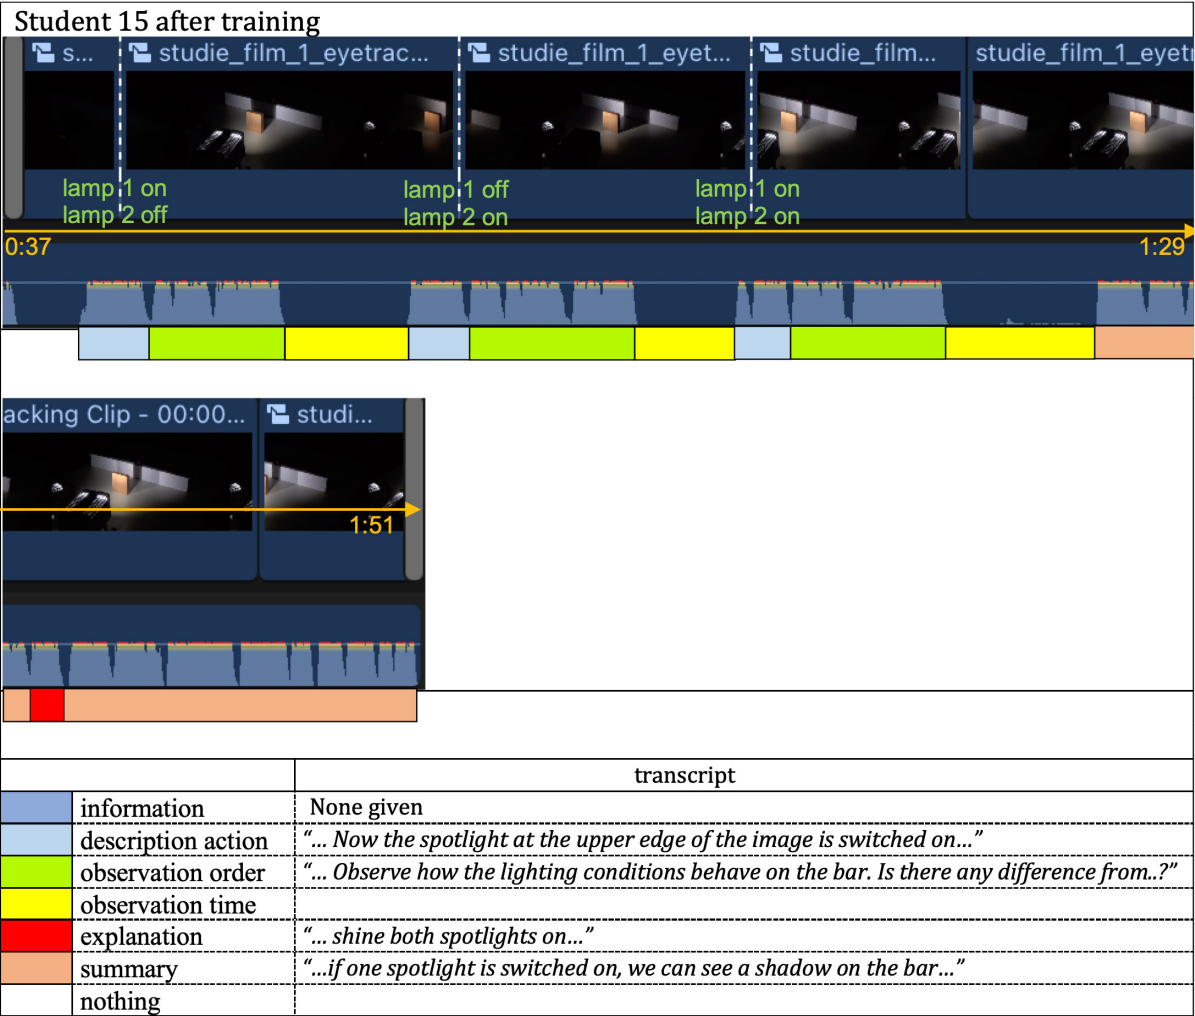 Student 15 after training
s... studie_film_1_eyetrac... studie_film_1_eyet... studie_film... studie_film_1_eyetr
lamp 1 on lamp 1 off lamp 1 on
lamp 2 off lamp 2 on lamp 2 on
0:37 1:29
acking Clip - 00:00... studi...
1:51
transcript
information None given
description action “... Now the spotlight at the upper edge of the image is switched on...”
observation order “... Observe how the lighting conditions behave on the bar. Is there any difference from..?”
observation time
explanation “... shine both spotlights on...”
summary “...if one spotlight is switched on, we can see a shadow on the bar...”
nothing